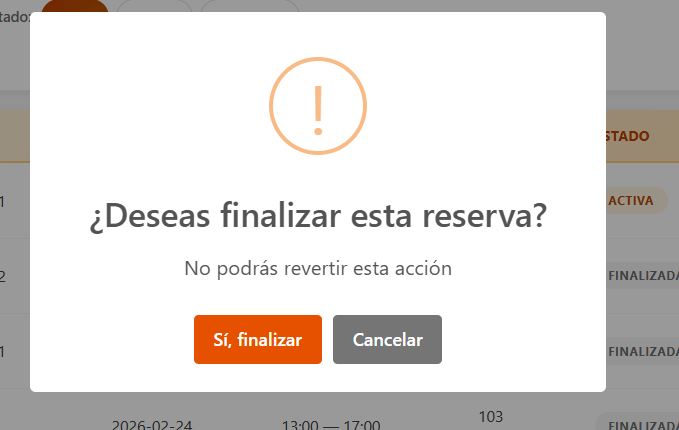 tado:
STADO
1
ACTIVA
¿Deseas finalizar esta reserva?
No podrás revertir esta acción
2
FINALIZADA
Sí, finalizar
Cancelar
1
FINALIZADA
2026-02-24
13:00 — 17:00
103
FINALIZADA